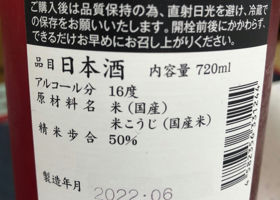 ご購入後は品質保持の為、直射日光を避け、冷蔵で
の保存をお願いいたします。開栓前後にかかわらず、
できるだけお早めにお召し上がりください。
品目 日本酒 内容量 720ml
アルコール分 16度
原材料名 米(国産)
米こうじ(国産米)
精米歩合 50%
製造年月 2022.06